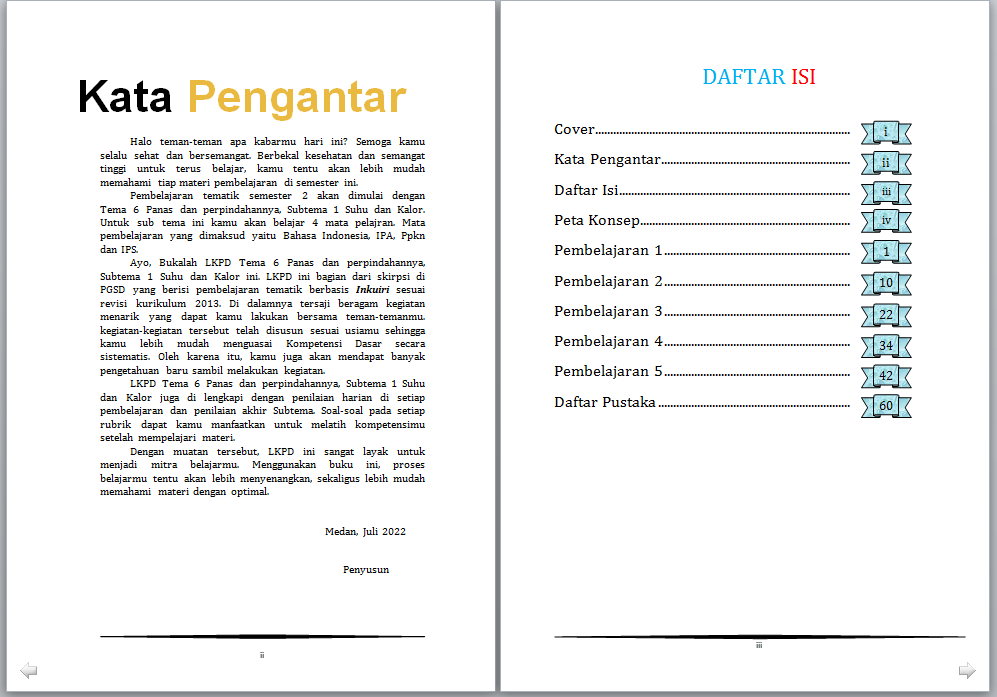 Kata Pengantar
Halo teman-teman apa kabarmu hari ini? Semoga kamu
selalu sehat dan bersemangat. Berbekal kesehatan dan semangat
tinggi untuk terus belajar, kamu tentu akan lebih mudah
memahami tiap materi pembelajaran di semester ini.
Pembelajaran tematik semester 2 akan dimulai dengan
Tema 6 Panas dan perpindahannya, Subtema 1 Suhu dan Kalor.
Untuk sub tema ini kamu akan belajar 4 mata pelajran. Mata
pembelajaran yang dimaksud yaitu Bahasa Indonesia, IPA, Ppkn
dan IPS.
Ayo, Bukalah LKPD Tema 6 Panas dan perpindahannya,
Subtema 1 Suhu dan Kalor ini. LKPD ini bagian dari skirpsi di
PGSD yang berisi pembelajaran tematik berbasis Inkuiri sesuai
revisi kurikulum 2013. Di dalamnya tersaji beragam kegiatan
menarik yang dapat kamu lakukan bersama teman-temanmu.
kegiatan-kegiatan tersebut telah disusun sesuai usiamu sehingga
kamu lebih mudah menguasai Kompetensi Dasar secara
sistematis. Oleh karena itu, kamu juga akan mendapat banyak
pengetahuan baru sambil melakukan kegiatan.
LKPD Tema 6 Panas dan perpindahannya, Subtema 1 Suhu
dan Kalor juga di lengkapi dengan penilaian harian di setiap
pembelajaran dan penilaian akhir Subtema. Soal-soal pada setiap
rubrik dapat kamu manfaatkan untuk melatih kompetensimu
setelah mempelajari materi.
Dengan muatan tersebut, LKPD ini sangat layak untuk
menjadi mitra belajarmu. Menggunakan buku ini, proses
belajarmu tentu akan lebih menyenangkan, sekaligus lebih mudah
memahami materi dengan optimal.
Medan, Juli 2022
Penyusun
ii
DAFTAR ISI
Cover.......... i
Kata Pengantar.......... ii
Daftar Isi.......... iii
Peta Konsep.......... iv
Pembelajaran 1.......... 1
Pembelajaran 2.......... 10
Pembelajaran 3.......... 22
Pembelajaran 4.......... 34
Pembelajaran 5.......... 42
Daftar Pustaka.......... 60
iii